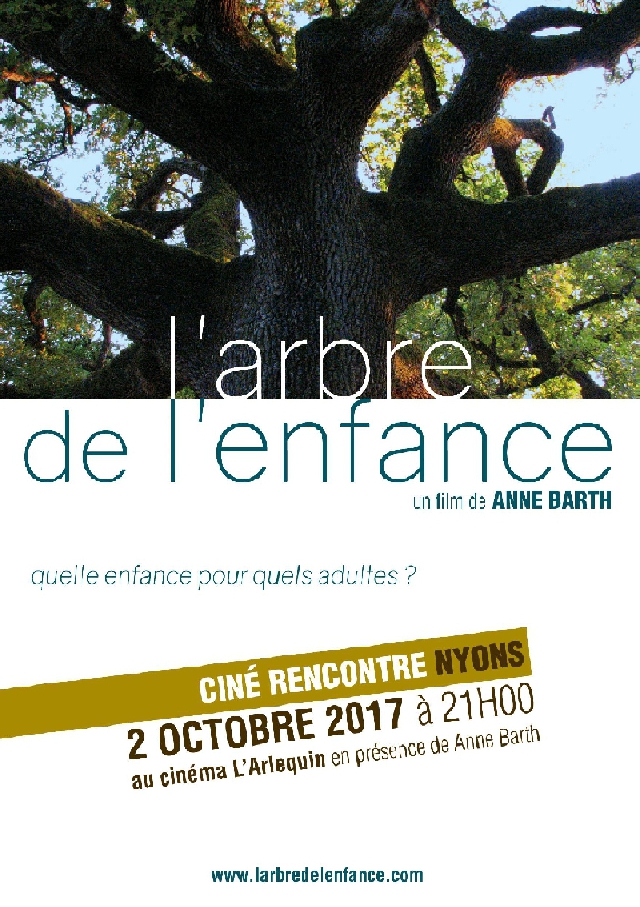 l'arbre
de l'enfance
un film de ANNE BARTH
quelle enfance pour quels adultes ?
CINÉ RENCONTRE NYONS
2 OCTOBRE 2017 à 21H00
au cinéma L'Arlequin en présence de Anne Barth
www.larbredelenfance.com